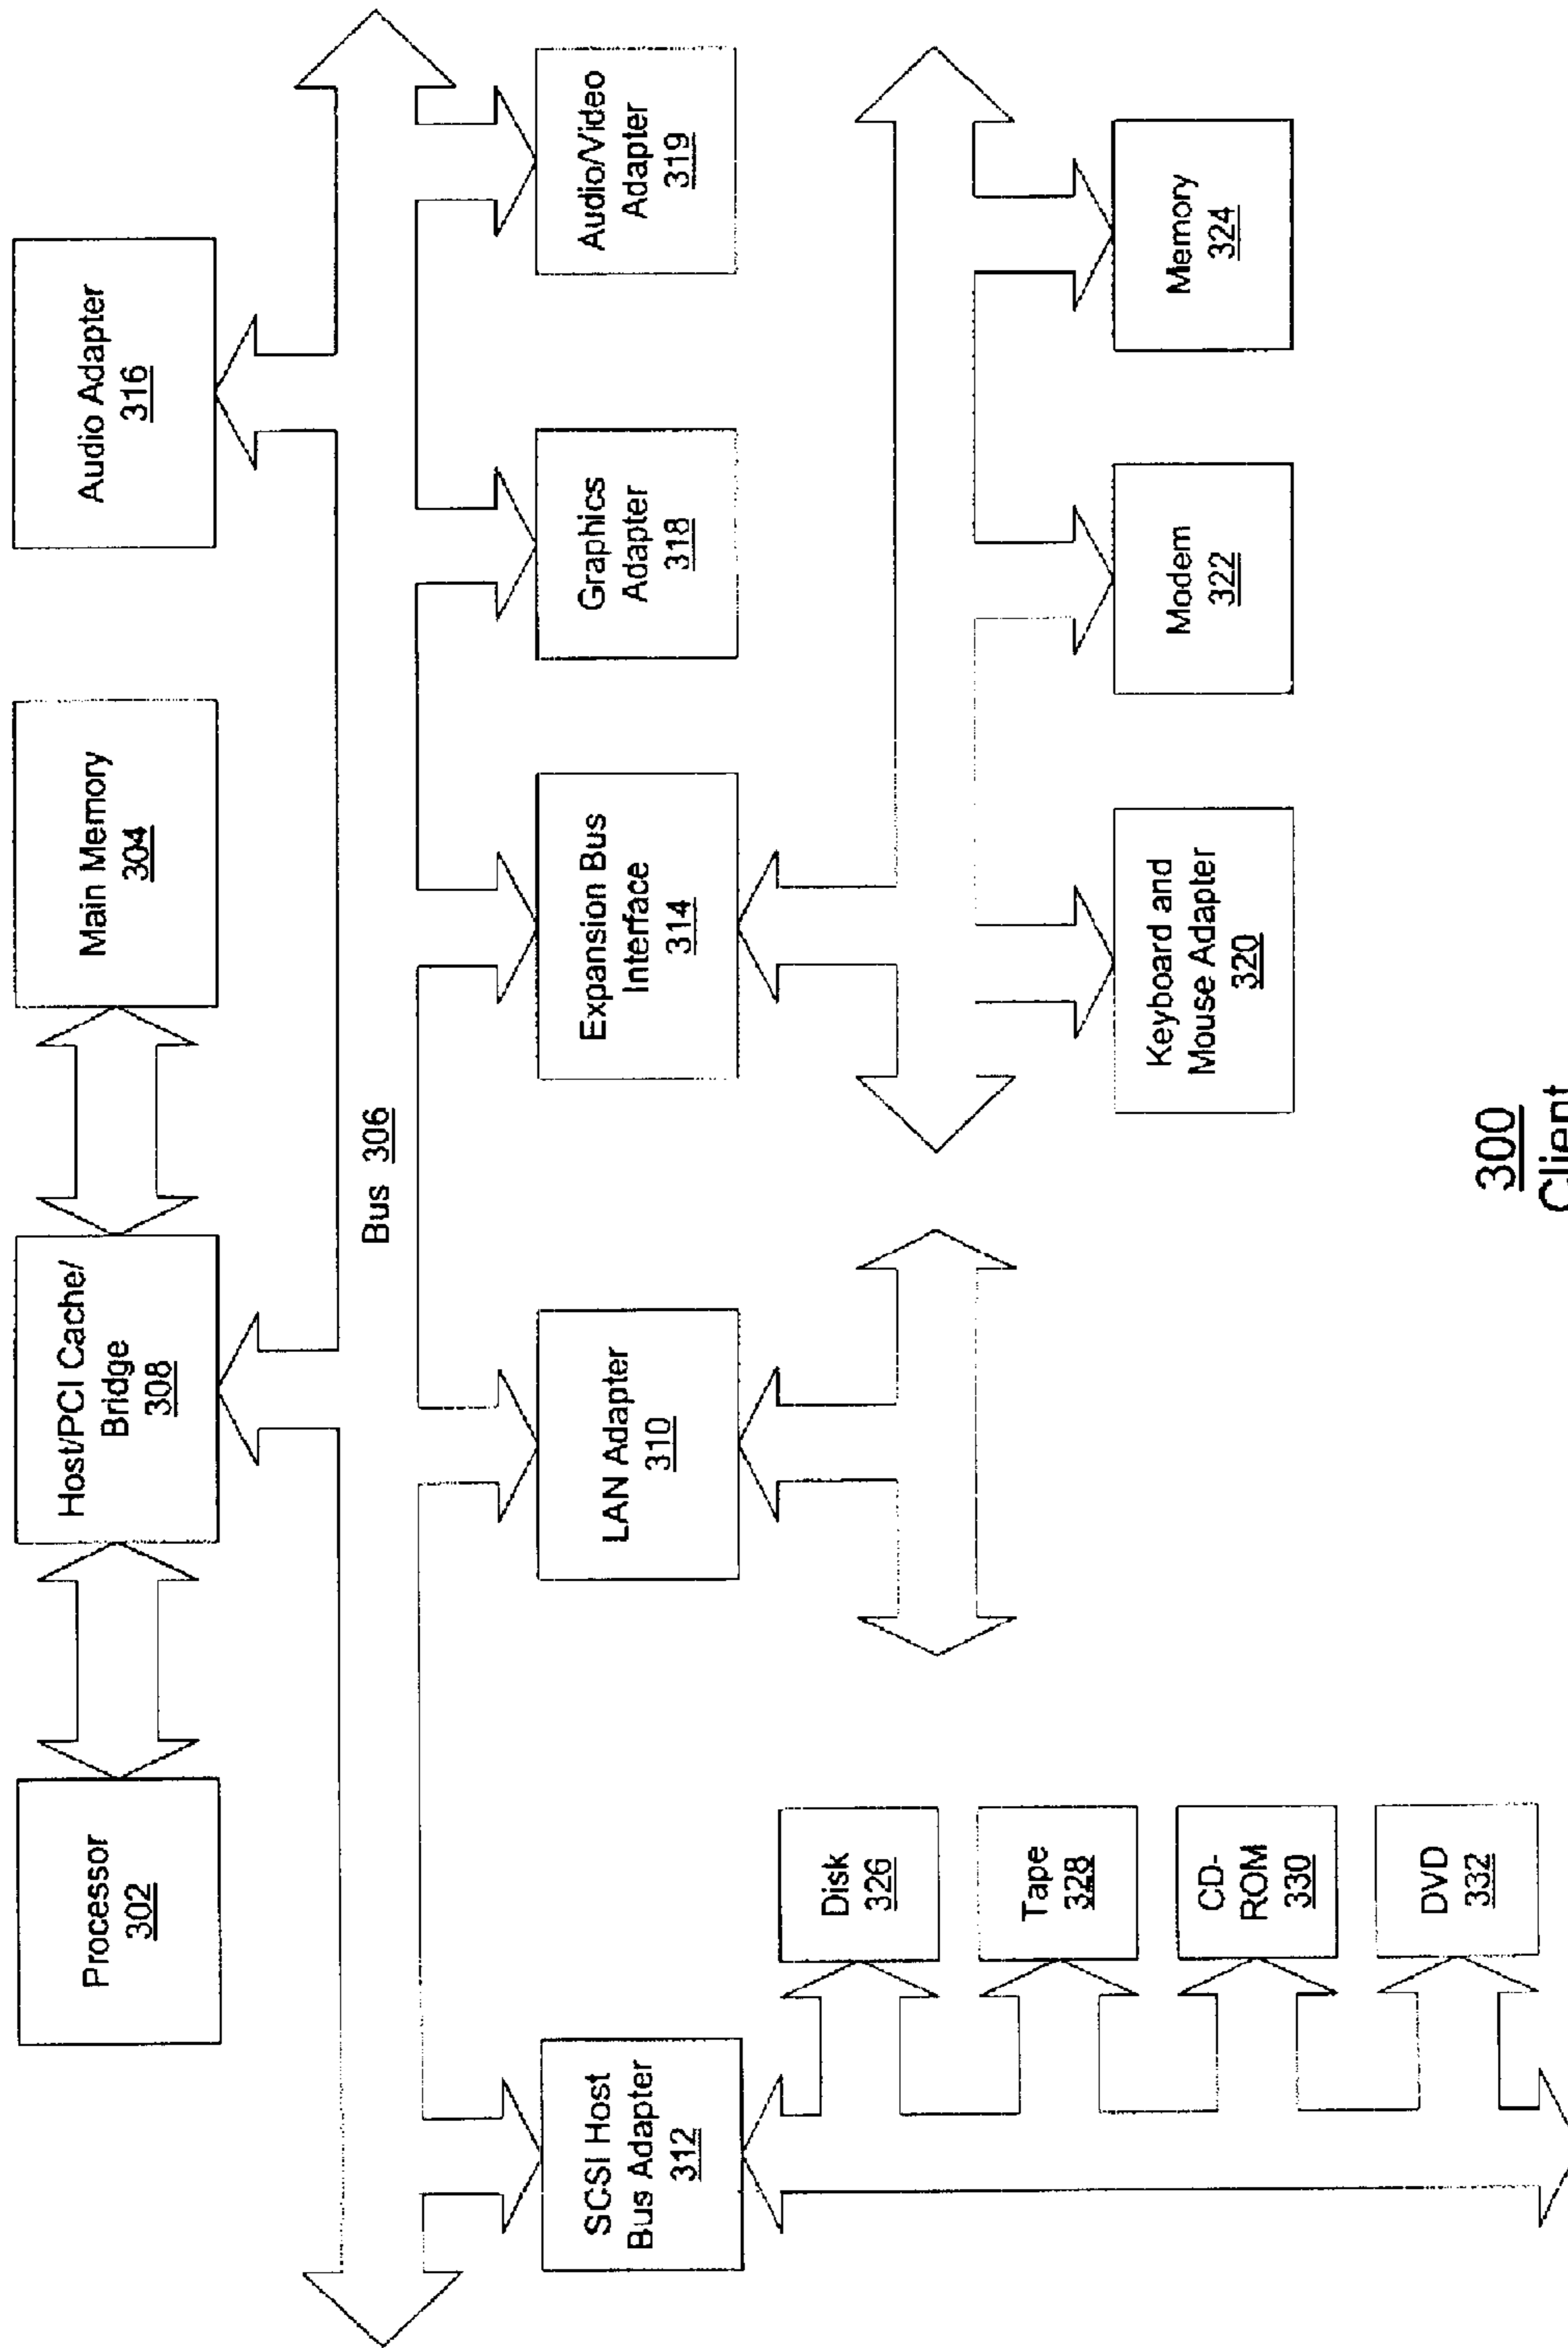 Processor
302
Host/PCI Cache/
Bridge
308
Main Memory
304
Audio Adapter
316
Bus 306
SCSI Host
Bus Adapter
312
LAN Adapter
310
Expansion Bus
Interface
314
Graphics
Adapter
318
Audio/Video
Adapter
319
Disk
326
Tape
328
CD-
ROM
330
DVD
332
Keyboard and
Mouse Adapter
320
Modem
322
Memory
324
300
Client